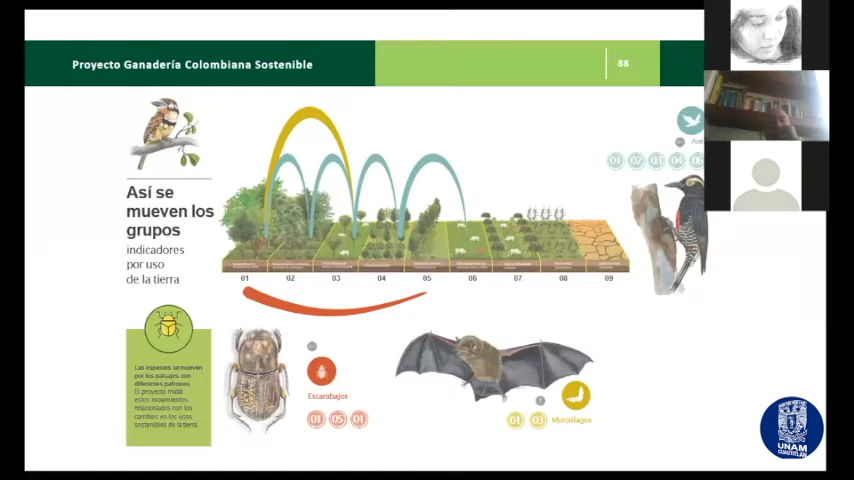 Proyecto Ganadería Colombiana Sostenible
88
Así se
mueven los
grupos
indicadores
por uso
de la tierra
01 02 03 04 05 06 07 08 09
01 02 03 04
Las especies se mueven
por los paisajes con
diferentes patrones.
El proyecto midió
estos movimientos
relacionados con los
cambios en los usos
sostenibles de la tierra.
Escarabajos
01 05 01
01 03 Murciélagos
UNAM
CUAUTITLÁN